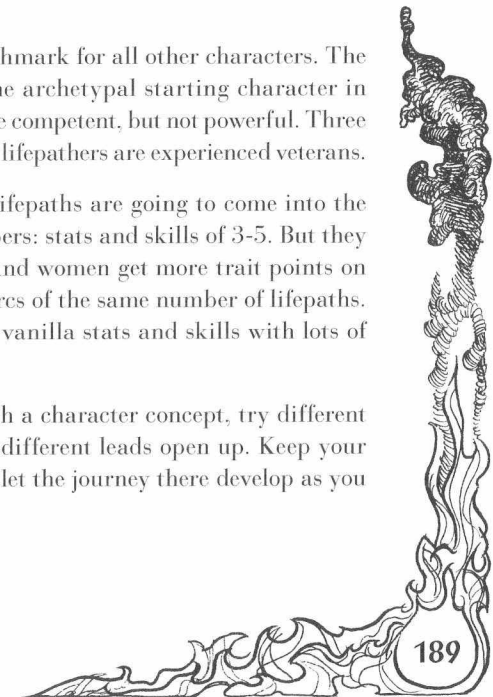 hmark for all other characters. The
e archetypal starting character in
e competent, but not powerful. Three
lifepathers are experienced veterans.
ifepaths are going to come into the
ers: stats and skills of 3-5. But they
nd women get more trait points on
rcs of the same number of lifepaths.
vanilla stats and skills with lots of
h a character concept, try different
different leads open up. Keep your
let the journey there develop as you
189